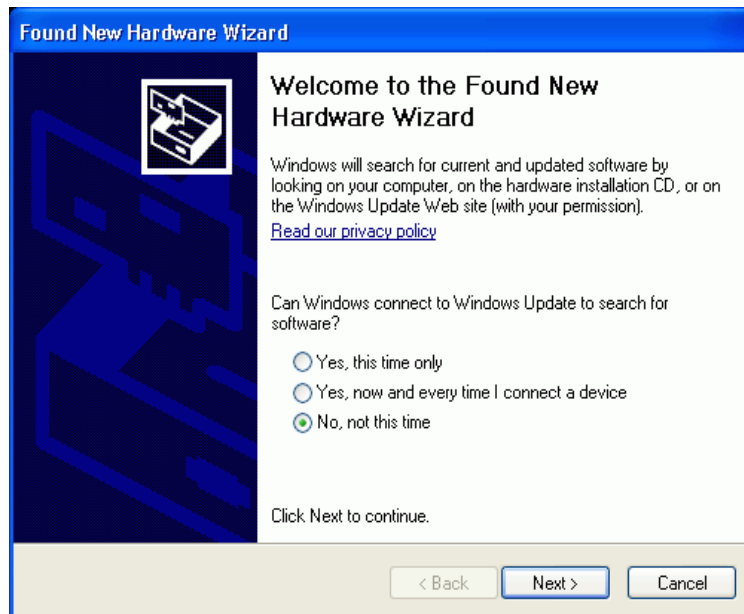 Found New Hardware Wizard
Welcome to the Found New
Hardware Wizard
Windows will search for current and updated software by
looking on your computer, on the hardware installation CD, or on
the Windows Update Web site (with your permission).
Read our privacy policy
Can Windows connect to Windows Update to search for
software?
Yes, this time only
Yes, now and every time I connect a device
No, not this time
Click Next to continue.
< Back
Next >
Cancel